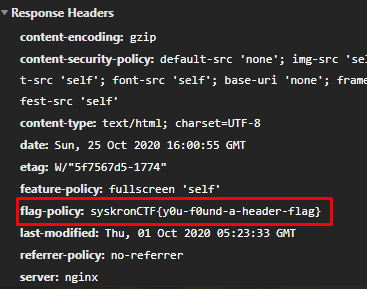 Response Headers
content-encoding: gzip
content-security-policy: default-src 'none'; img-src 'sel
t-src 'self'; font-src 'self'; base-uri 'none'; frame
fest-src 'self'
content-type: text/html; charset=UTF-8
date: Sun, 25 Oct 2020 16:00:55 GMT
etag: W/"5f7567d5-1774"
feature-policy: fullscreen 'self'
flag-policy: syskronCTF{y0u-f0und-a-header-flag}
last-modified: Thu, 01 Oct 2020 05:23:33 GMT
referrer-policy: no-referrer
server: nginx